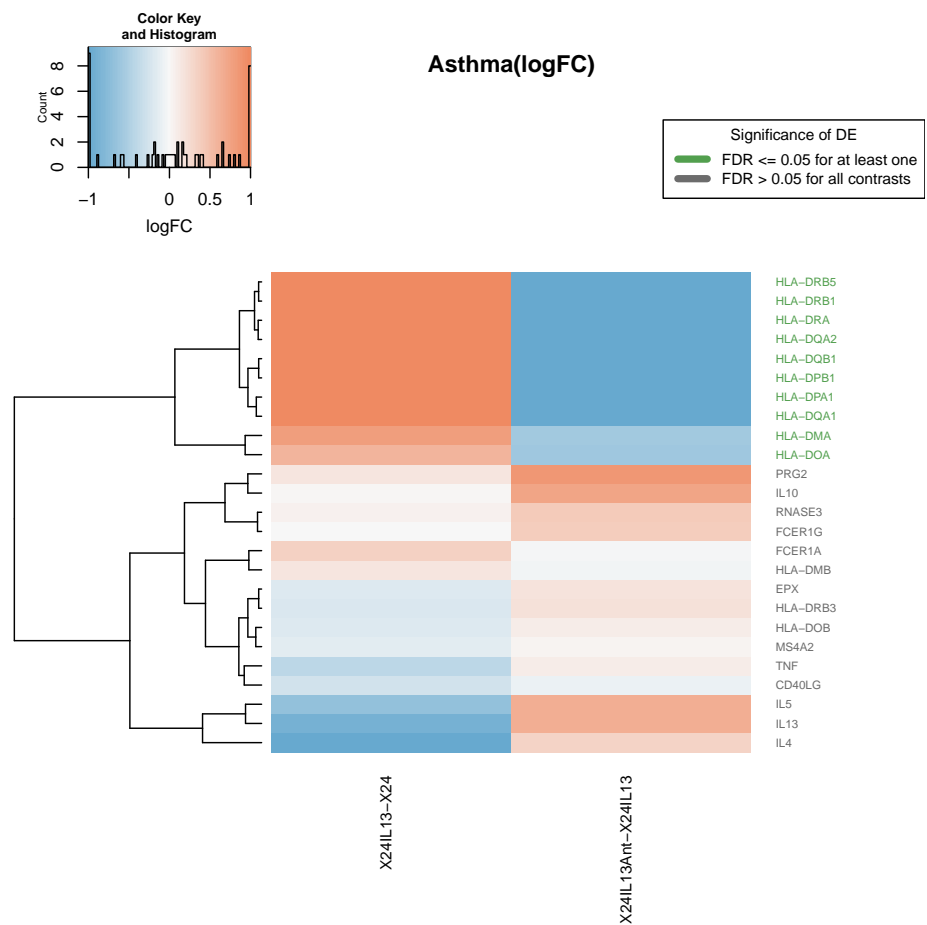 Color Key
and Histogram
Count
0
2
4
6
8
−1
0
0.5
1
logFC
Asthma(logFC)
Significance of DE
FDR <= 0.05 for at least one
FDR > 0.05 for all contrasts
HLA−DRB5
HLA−DRB1
HLA−DRA
HLA−DQA2
HLA−DQB1
HLA−DPB1
HLA−DPA1
HLA−DQA1
HLA−DMA
HLA−DOA
PRG2
IL10
RNASE3
FCER1G
FCER1A
HLA−DMB
EPX
HLA−DRB3
HLA−DOB
MS4A2
TNF
CD40LG
IL5
IL13
IL4
X24IL13−X24
X24IL13Ant−X24IL13